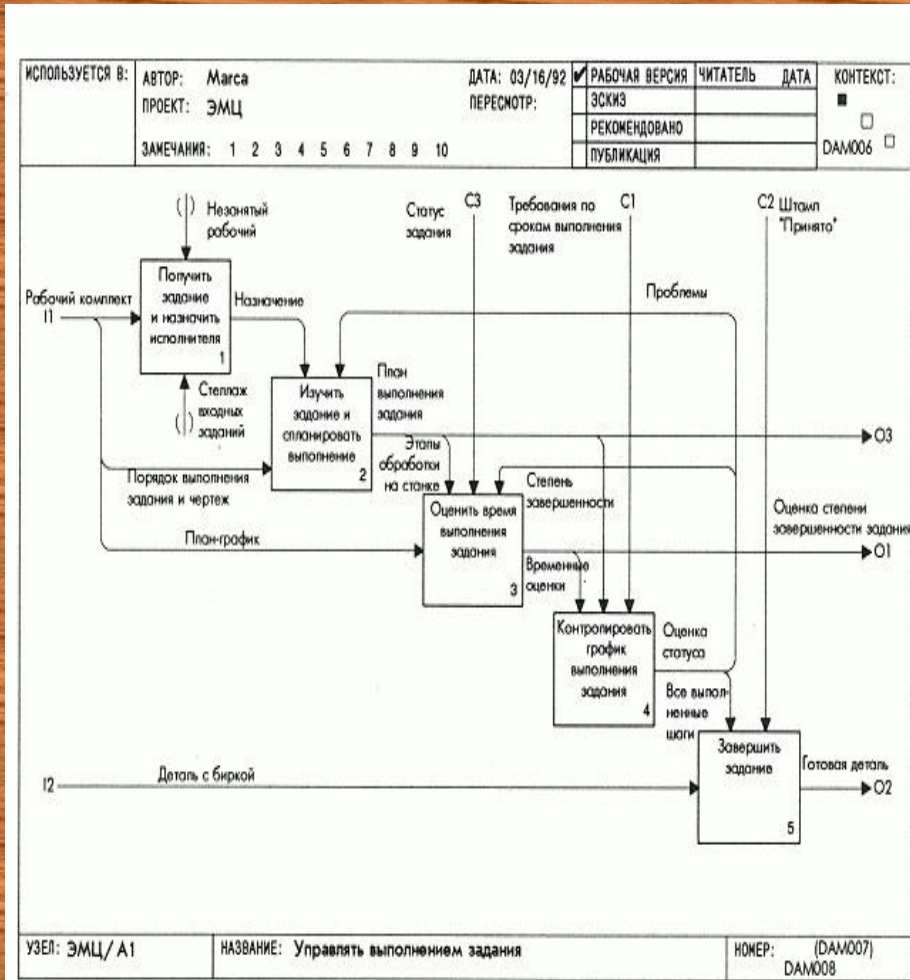 ИСПОЛЬЗУЕТСЯ В:
АВТОР: Marca
ДАТА: 03/16/92
ПРОЕКТ: ЭМЦ
ПЕРЕСМОТР:
ЗАМЕЧАНИЯ: 1 2 3 4 5 6 7 8 9 10
✔ РАБОЧАЯ ВЕРСИЯ
ЭСКИЗ
РЕКОМЕНДОВАНО
ПУБЛИКАЦИЯ
ЧИТАТЕЛЬ ДАТА
КОНТЕКСТ:
DAM006
Незанятый
рабочий
Статус
задания
C3
Требования по
срокам выполнения
задания
C1
C2 Штамп
"Принято"
Рабочий комплект
I1
Получить
задание
и назначить
исполнителя
1
Назначение
Проблемы
Стеллаж
входных
заданий
Изучить
задание и
спланировать
выполнение
2
План
выполнения
задания
O3
Этапы
обработки
на станке
Порядок выполнения
задания и чертеж
Степень
завершенности
План-график
Оценить время
выполнения
задания
3
Оценка степени
завершенности задания
O1
Временные
оценки
Контролировать
график
выполнения
задания
4
Оценка
статуса
Все выпол-
ненные
шаги
Деталь с биркой
I2
Завершить
задание
5
Готовая деталь
O2
УЗЕЛ: ЭМЦ/А1
НАЗВАНИЕ: Управлять выполнением задания
НОМЕР: (DAM007)
DAM008